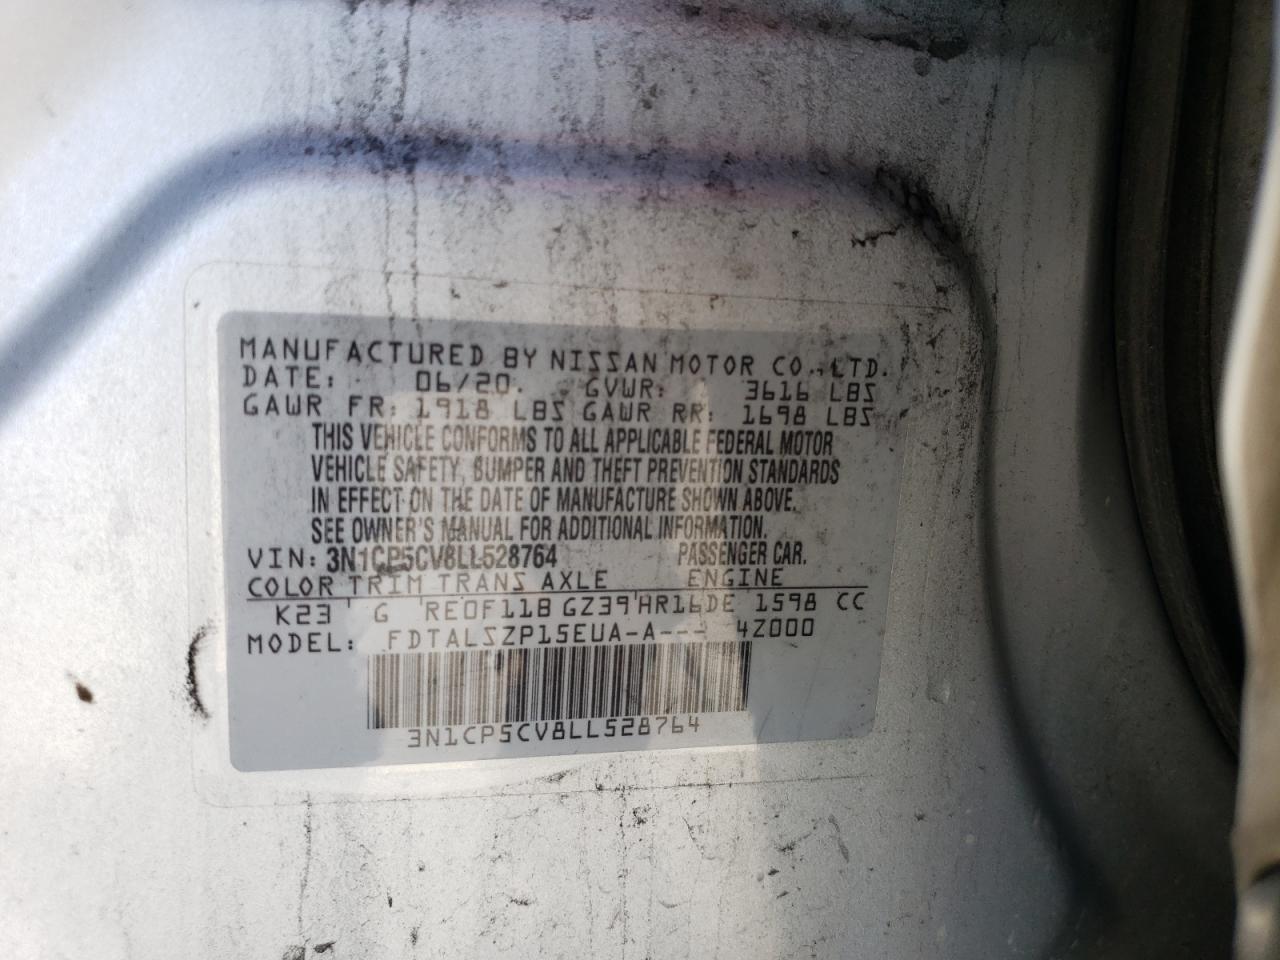 MANUFACTURED BY NISSAN MOTOR CO.,LTD.
DATE: 06/20 GVWR: 3616 LBS
GAWR FR: 1918 LBS GAWR RR: 1698 LBS
THIS VEHICLE CONFORMS TO ALL APPLICABLE FEDERAL MOTOR
VEHICLE SAFETY, BUMPER AND THEFT PREVENTION STANDARDS
IN EFFECT ON THE DATE OF MANUFACTURE SHOWN ABOVE.
SEE OWNER'S MANUAL FOR ADDITIONAL INFORMATION.
VIN: 3N1CP5CV8LL528764 PASSENGER CAR.
COLOR TRIM TRANS AXLE ENGINE
K23 G RE0F11B GZ39 HR16DE 1598 CC
MODEL: FDTALSZP15EUA-A--- 4Z000
3N1CP5CV8LL528764